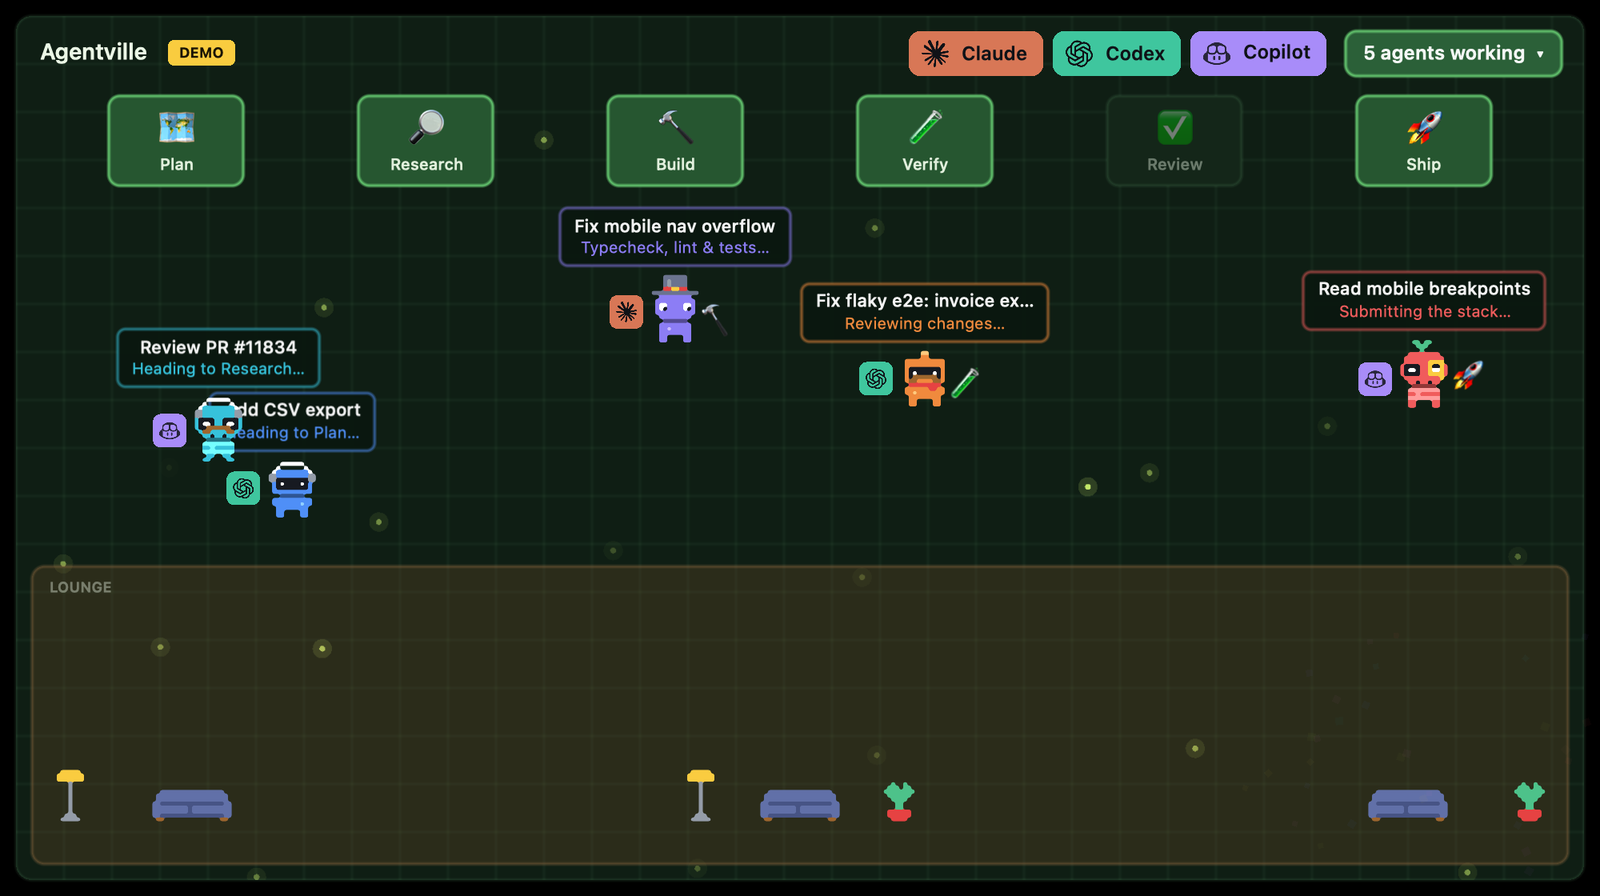 Agentville
DEMO
Claude
Codex
Copilot
5 agents working
Plan
Research
Build
Verify
Review
Ship
Fix mobile nav overflow
Typecheck, lint & tests...
Fix flaky e2e: invoice ex...
Reviewing changes...
Read mobile breakpoints
Submitting the stack...
Review PR #11834
Heading to Research...
dd CSV export
eading to Plan...
LOUNGE